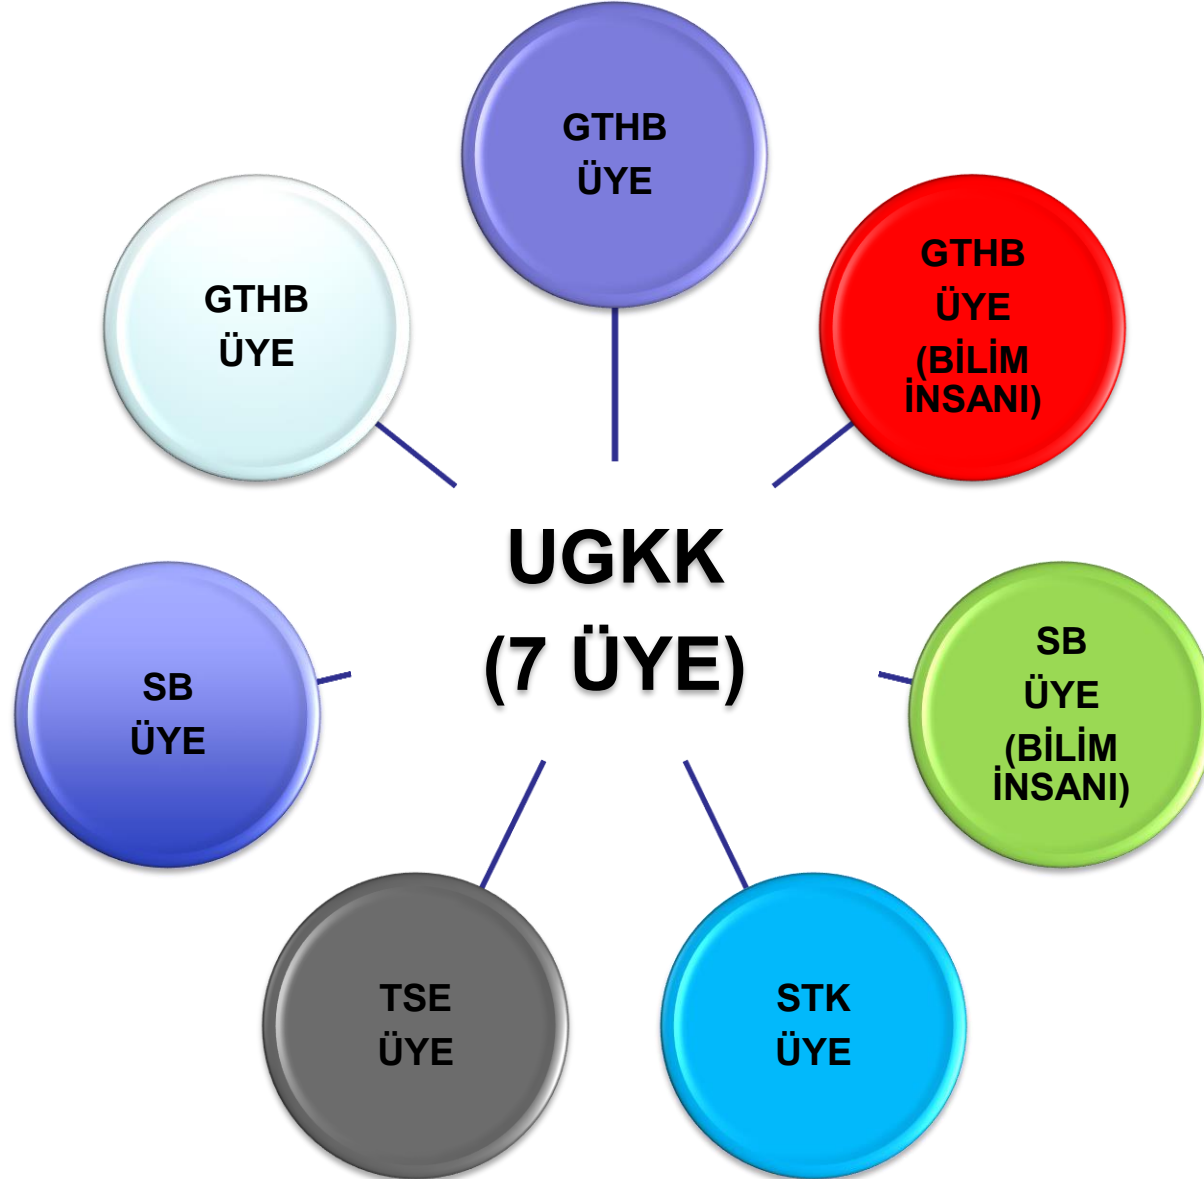 GTHB
ÜYE
GTHB
ÜYE
(BİLİM
İNSANI)
GTHB
ÜYE
UGKK
(7 ÜYE)
SB
ÜYE
(BİLİM
İNSANI)
SB
ÜYE
TSE
ÜYE
STK
ÜYE